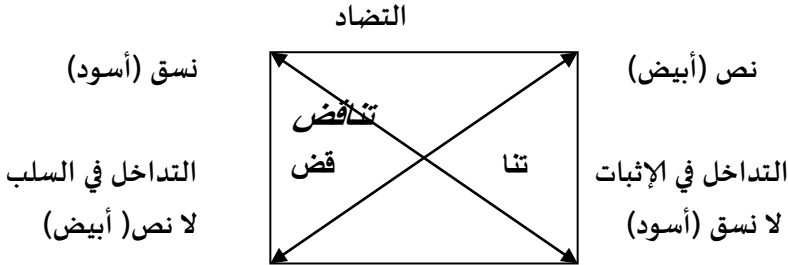 التضاد
نص (أبيض)
نسق (أسود)
تناقض
تنا
قض
التداخل في الإثبات
التداخل في السلب
لا نسق (أسود)
لا نص( أبيض)